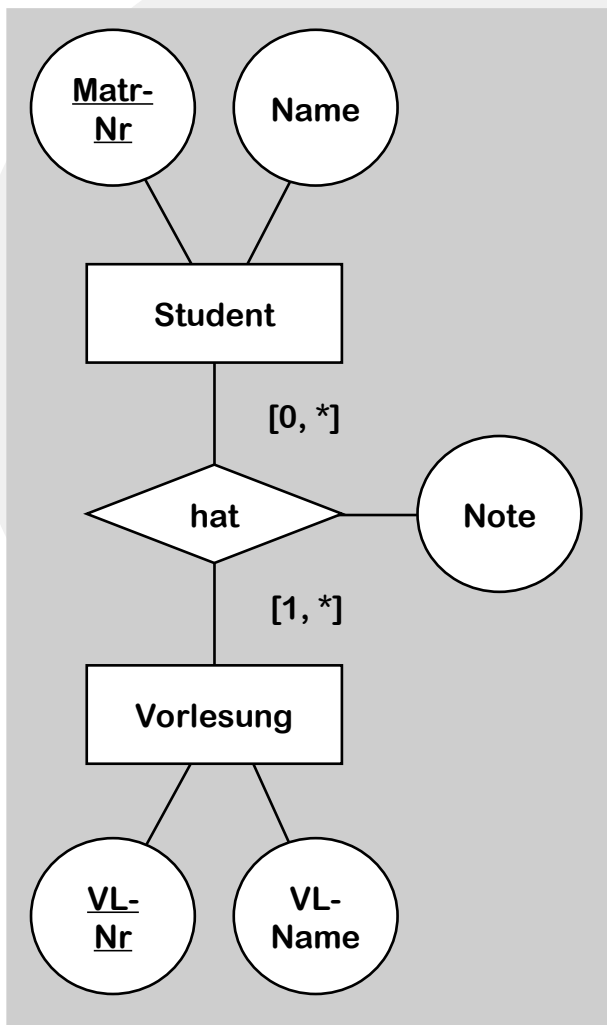 Matr-
Nr
Name
Student
[0, *]
hat
Note
[1, *]
Vorlesung
VL-
Nr
VL-
Name